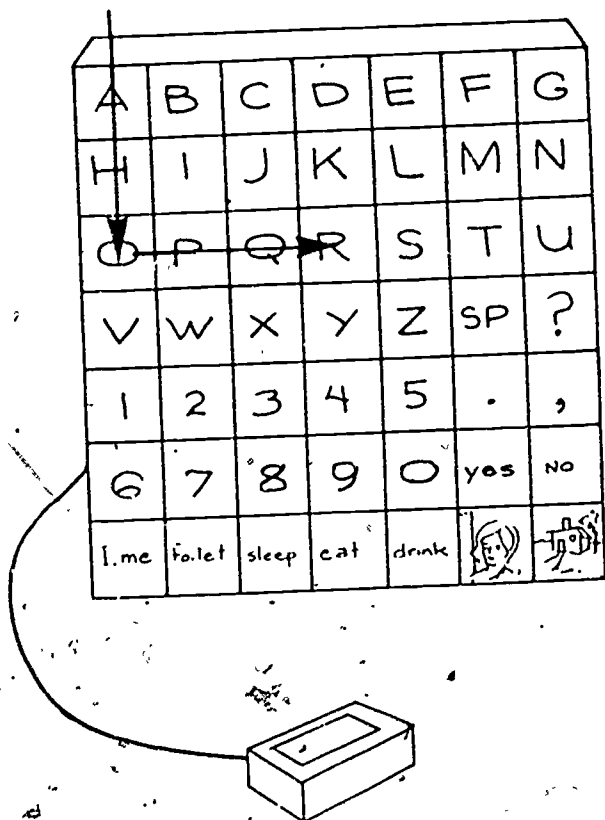 A B C D E F G
H I J K L M N
O P Q R S T U
V W X Y Z SP ?
1 2 3 4 5 . ,
6 7 8 9 0 yes NO
I.me toilet sleep eat drink